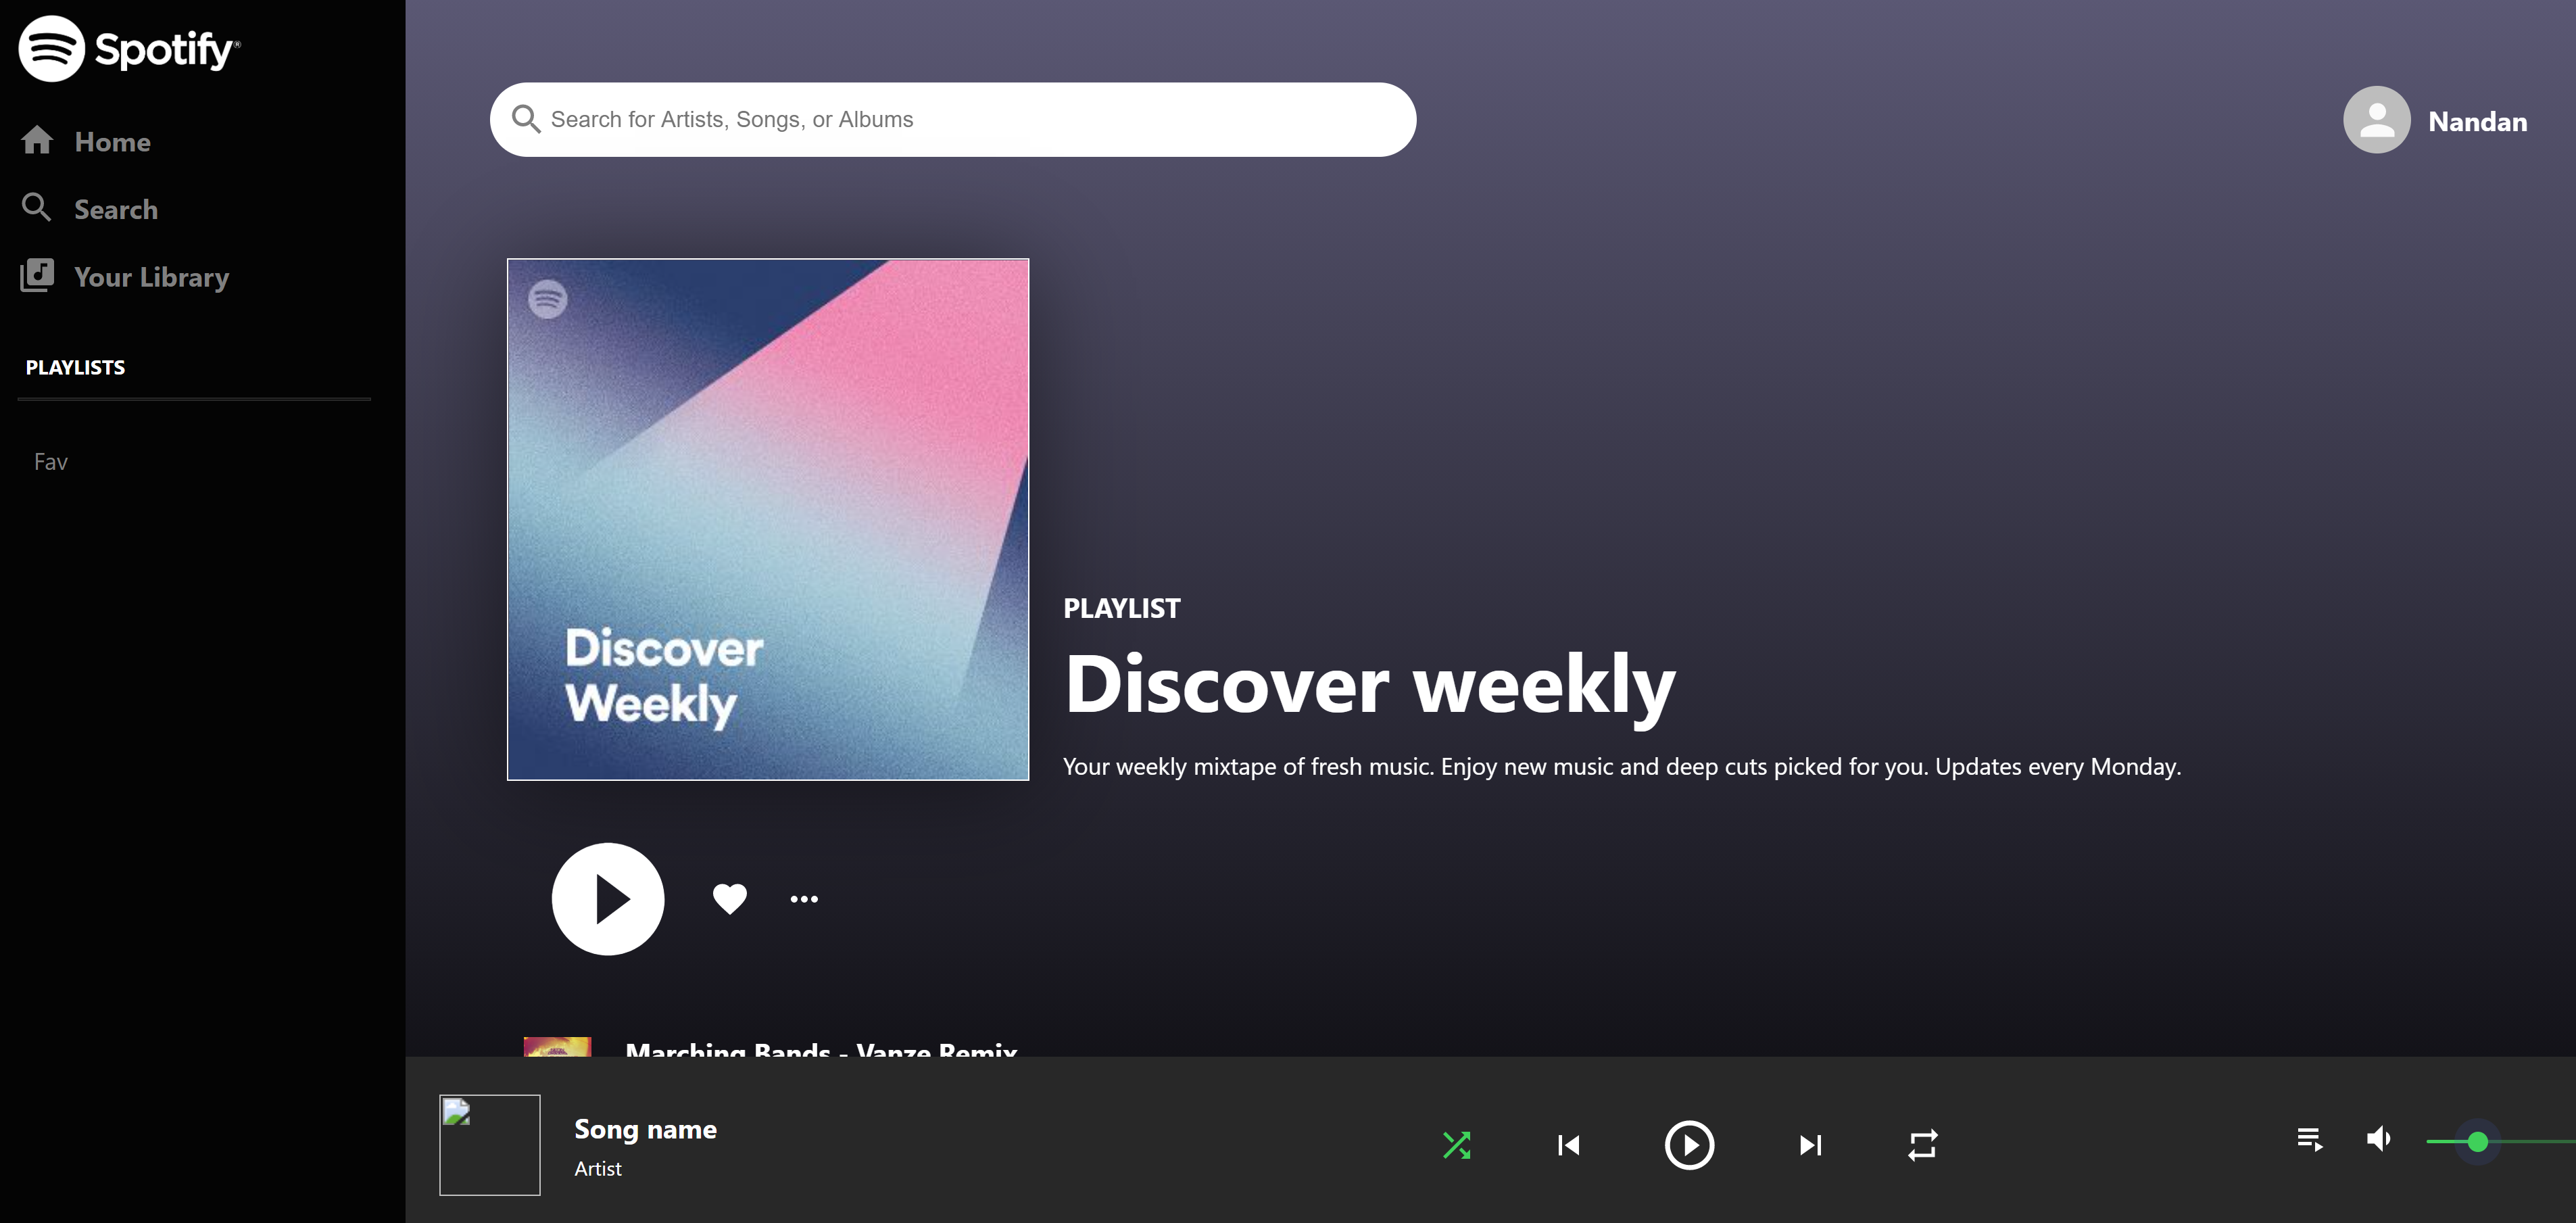 Spotify®
Home
Search
Your Library
PLAYLISTS
Fav
Search for Artists, Songs, or Albums
Nandan
Discover
Weekly
PLAYLIST
Discover weekly
Your weekly mixtape of fresh music. Enjoy new music and deep cuts picked for you. Updates every Monday.
Marching Bands - Vanze Remix
Song name
Artist